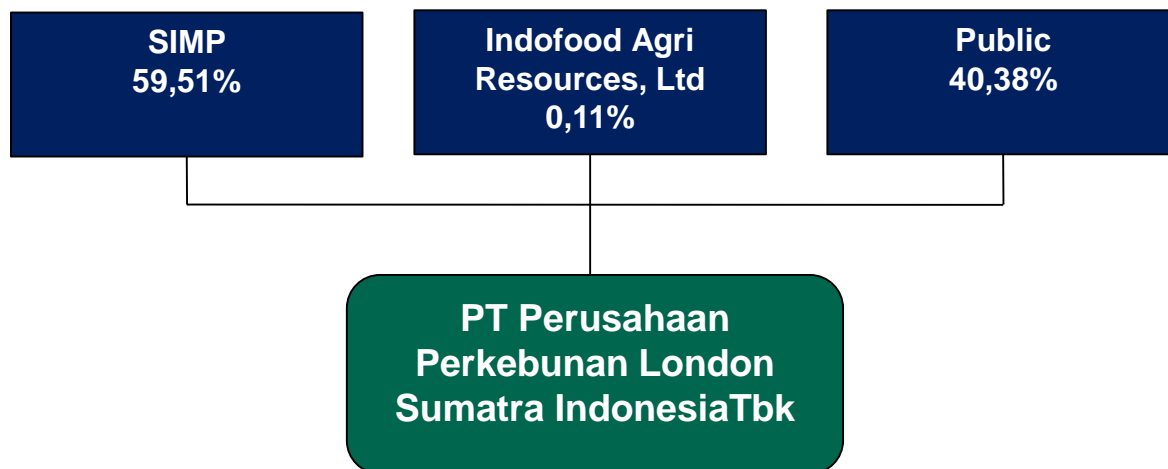 SIMP
59,51%
Indofood Agri
Resources, Ltd
0,11%
Public
40,38%
PT Perusahaan
Perkebunan London
Sumatra IndonesiaTbk